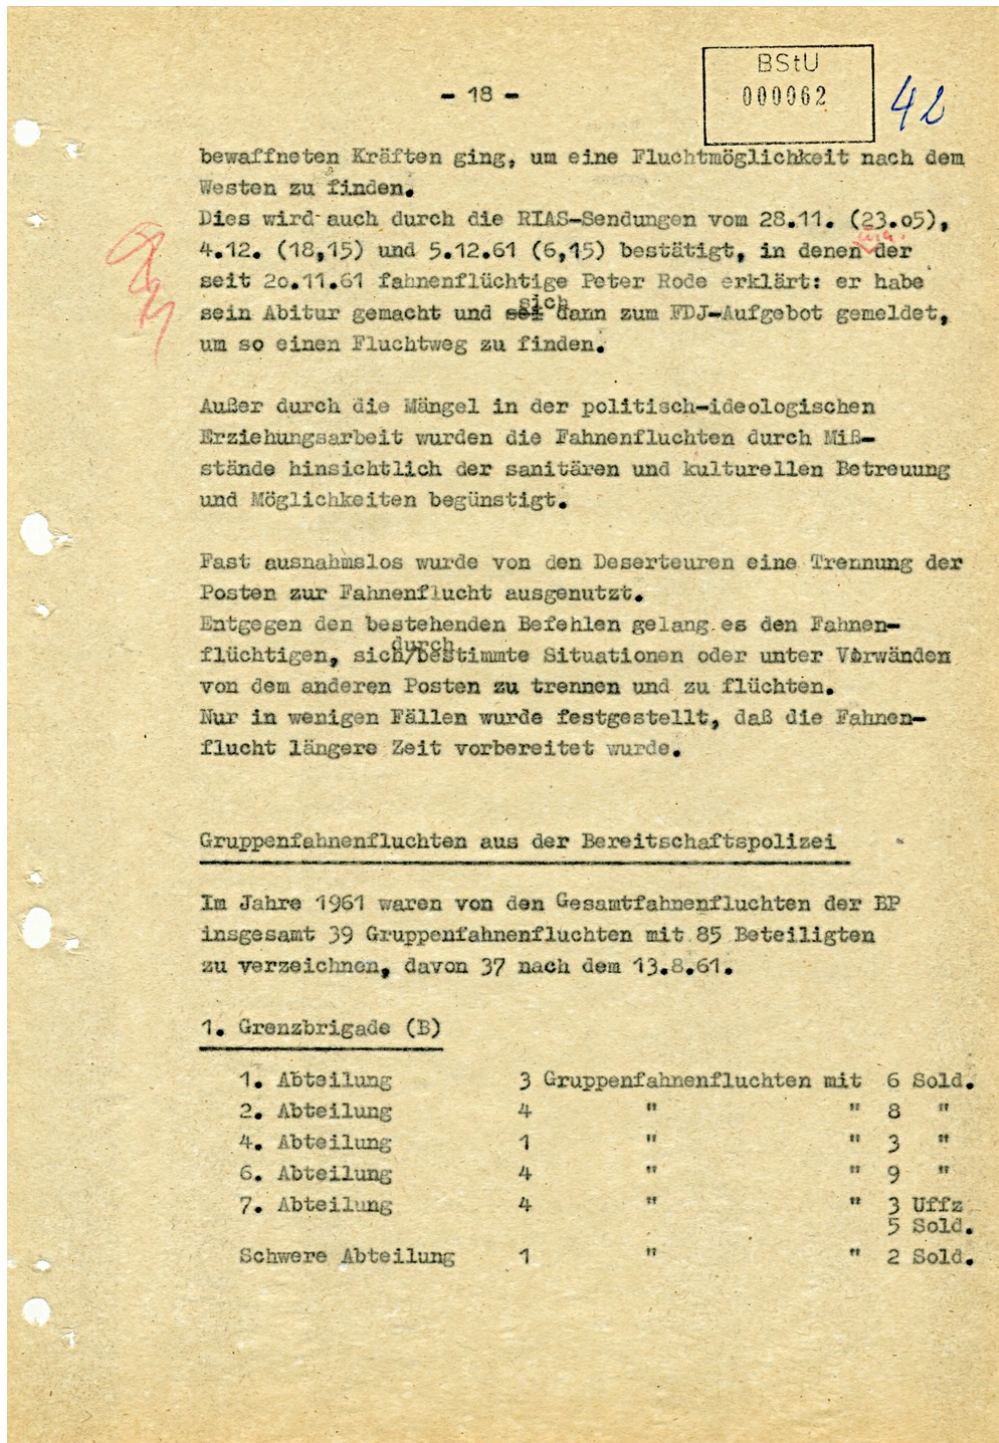 BStU
000062
42
- 18 -
bewaffneten Kräften ging, um eine Fluchtmöglichkeit nach dem
Westen zu finden.
Dies wird auch durch die RIAS-Sendungen vom 28.11. (23.o5),
4.12. (18,15) und 5.12.61 (6,15) bestätigt, in denen der
seit 2o.11.61 fahnenflüchtige Peter Rode erklärt: er habe
sein Abitur gemacht und sei sich dann zum FDJ-Aufgebot gemeldet,
um so einen Fluchtweg zu finden.
Außer durch die Mängel in der politisch-ideologischen
Erziehungsarbeit wurden die Fahnenfluchten durch Miß-
stände hinsichtlich der sanitären und kulturellen Betreuung
und Möglichkeiten begünstigt.
Fast ausnahmslos wurde von den Deserteuren eine Trennung der
Posten zur Fahnenflucht ausgenutzt.
Entgegen den bestehenden Befehlen gelang es den Fahnen-
flüchtigen, sich/durch bestimmte Situationen oder unter Vorwänden
von dem anderen Posten zu trennen und zu flüchten.
Nur in wenigen Fällen wurde festgestellt, daß die Fahnen-
flucht längere Zeit vorbereitet wurde.
Gruppenfahnenfluchten aus der Bereitschaftspolizei
Im Jahre 1961 waren von den Gesamtfahnenfluchten der BP
insgesamt 39 Gruppenfahnenfluchten mit 85 Beteiligten
zu verzeichnen, davon 37 nach dem 13.8.61.
1. Grenzbrigade (B)
1. Abteilung 3 Gruppenfahnenfluchten mit 6 Sold.
2. Abteilung 4 " " 8 "
4. Abteilung 1 " " 3 "
6. Abteilung 4 " " 9 "
7. Abteilung 4 " " 3 Uffz
5 Sold.
Schwere Abteilung 1 " " 2 Sold.